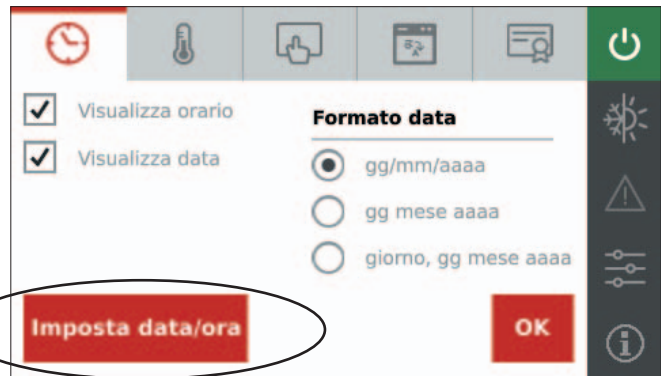 Visualizza orario
Visualizza data
Formato data
gg/mm/aaaa
gg mese aaaa
giorno, gg mese aaaa
Imposta data/ora
OK